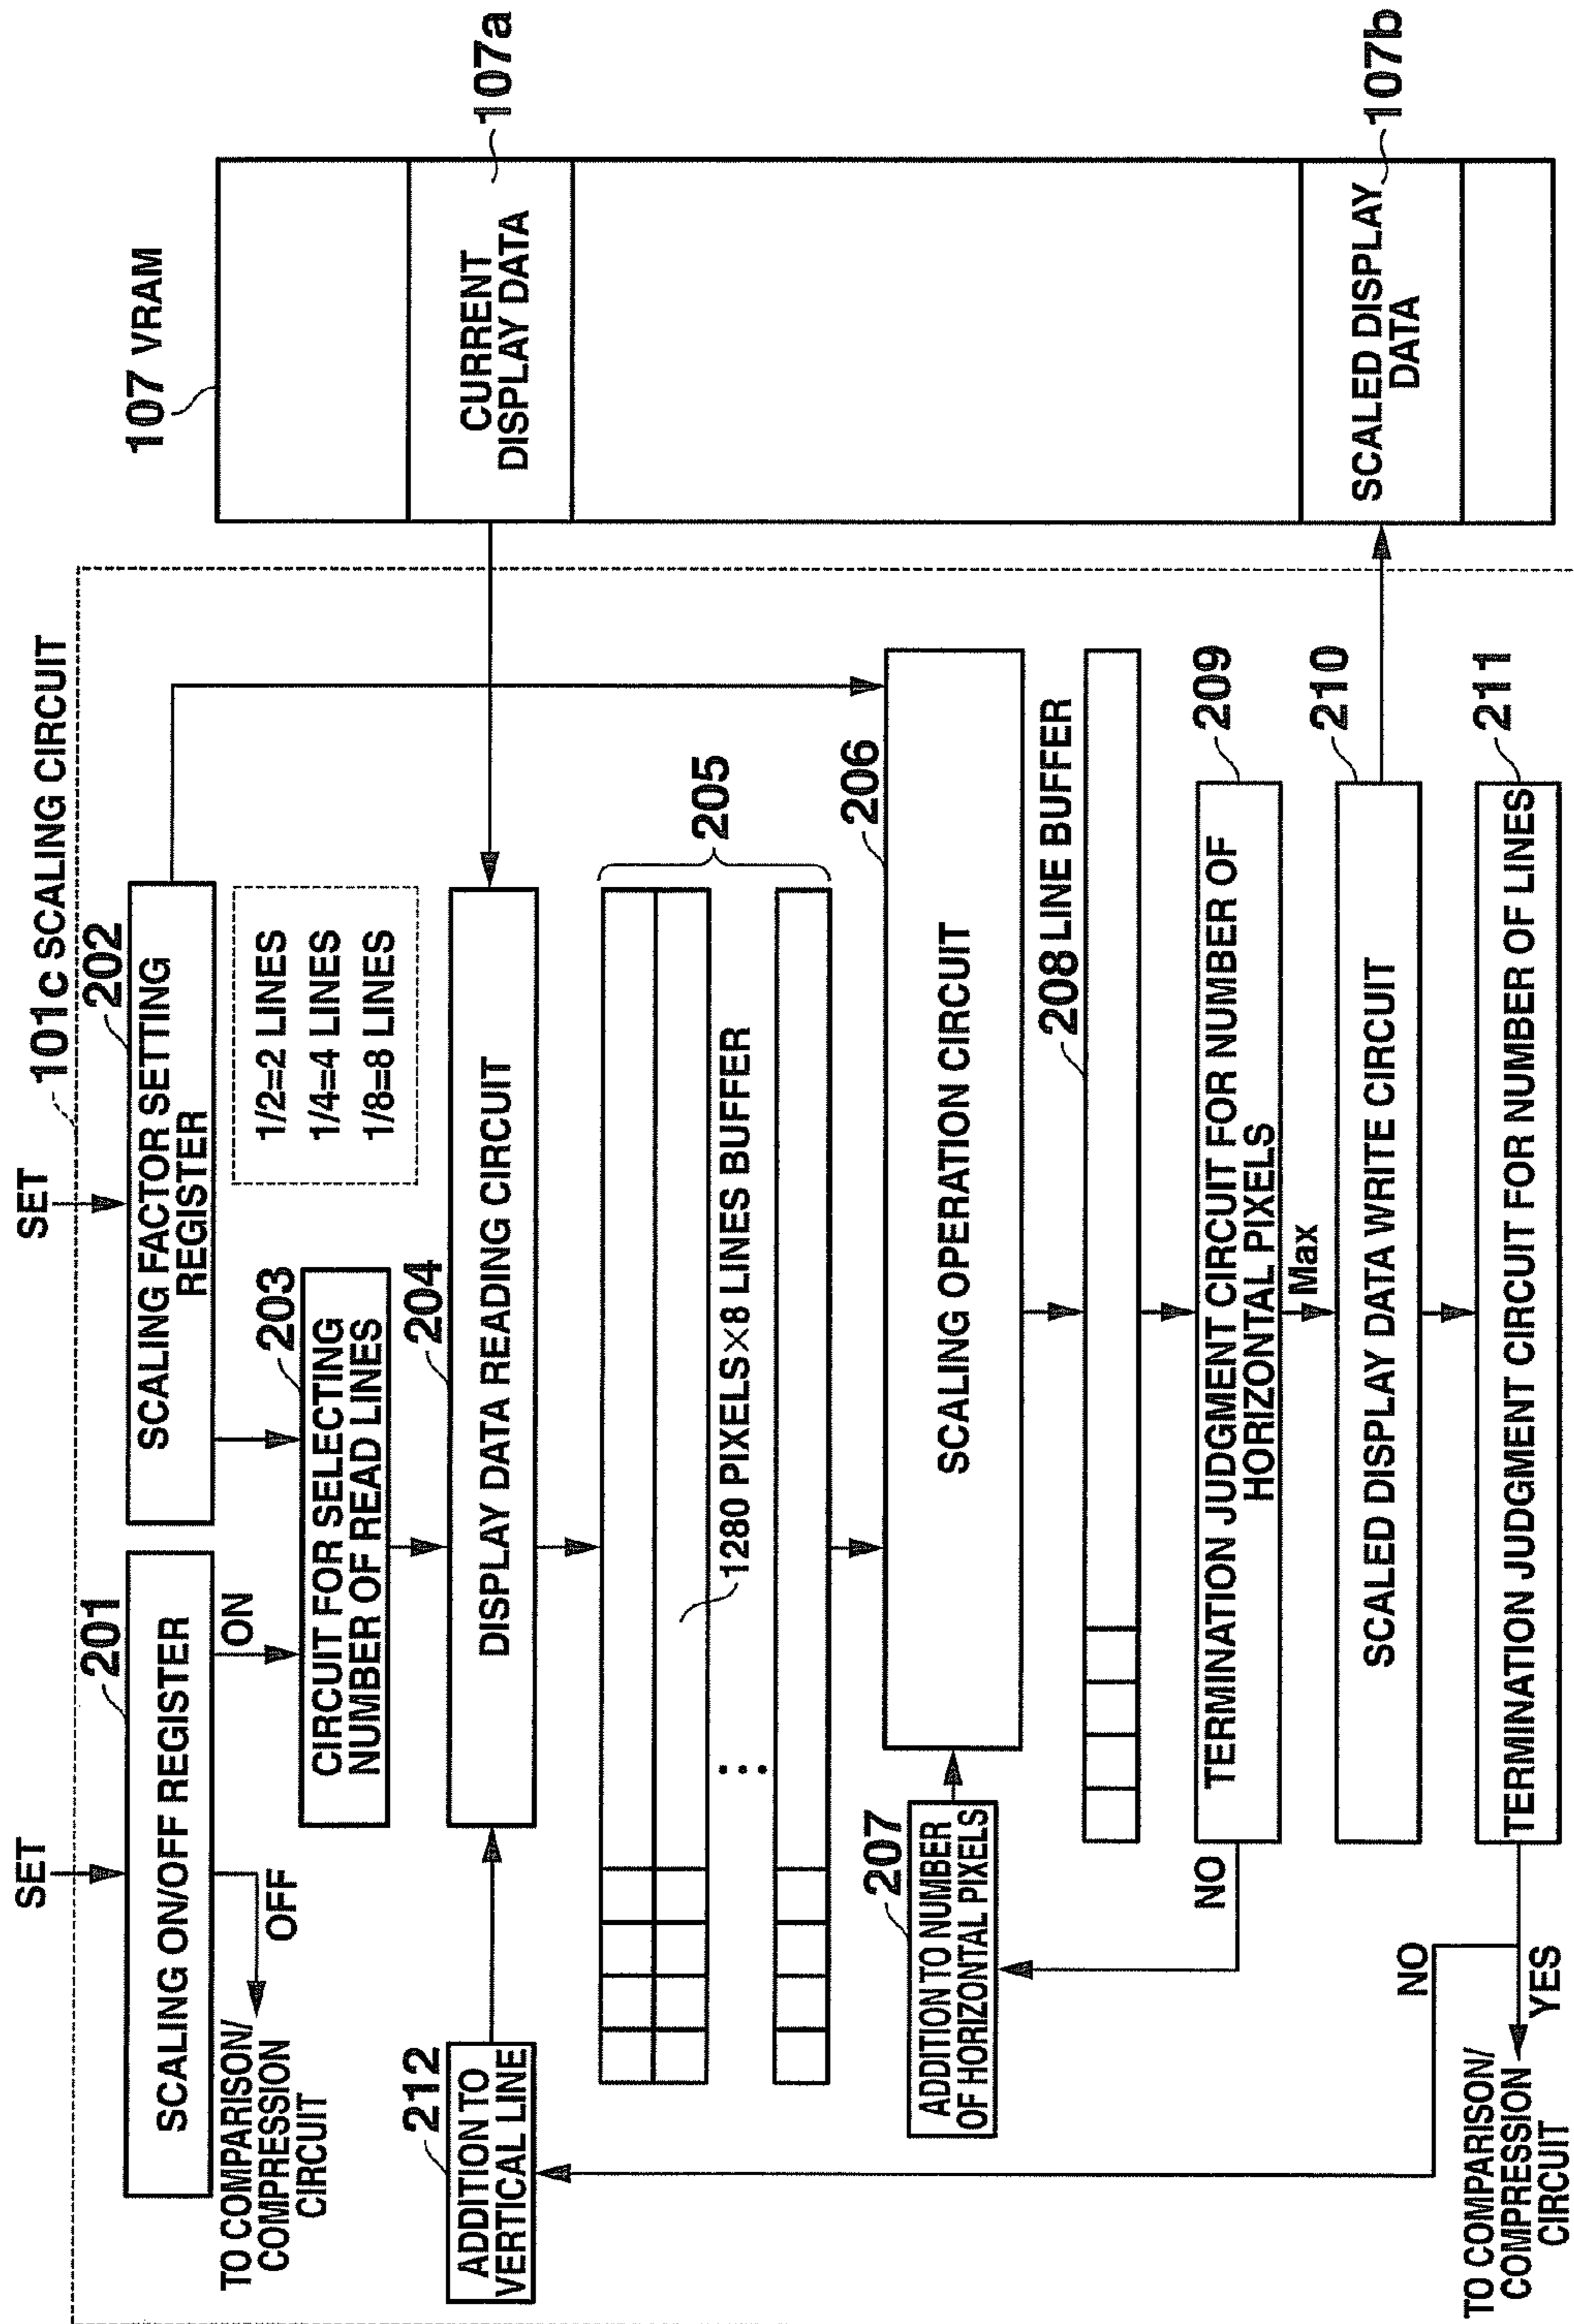 SET
SET
101c SCALING CIRCUIT
201
SCALING ON/OFF REGISTER
ON
OFF
TO COMPARISON/
COMPRESSION
CIRCUIT
202
SCALING FACTOR SETTING
REGISTER
1/2=2 LINES
1/4=4 LINES
1/8=8 LINES
203
CIRCUIT FOR SELECTING
NUMBER OF READ LINES
107 VRAM
107a
CURRENT
DISPLAY DATA
212
ADDITION TO
VERTICAL LINE
204
DISPLAY DATA READING CIRCUIT
205
1280 PIXELS×8 LINES BUFFER
206
SCALING OPERATION CIRCUIT
207
ADDITION TO NUMBER
OF HORIZONTAL PIXELS
208 LINE BUFFER
NO
209
TERMINATION JUDGMENT CIRCUIT FOR NUMBER OF
HORIZONTAL PIXELS
Max
210
SCALED DISPLAY DATA WRITE CIRCUIT
107b
SCALED DISPLAY
DATA
211
TERMINATION JUDGMENT CIRCUIT FOR NUMBER OF LINES
NO
YES
TO COMPARISON/
COMPRESSION
CIRCUIT